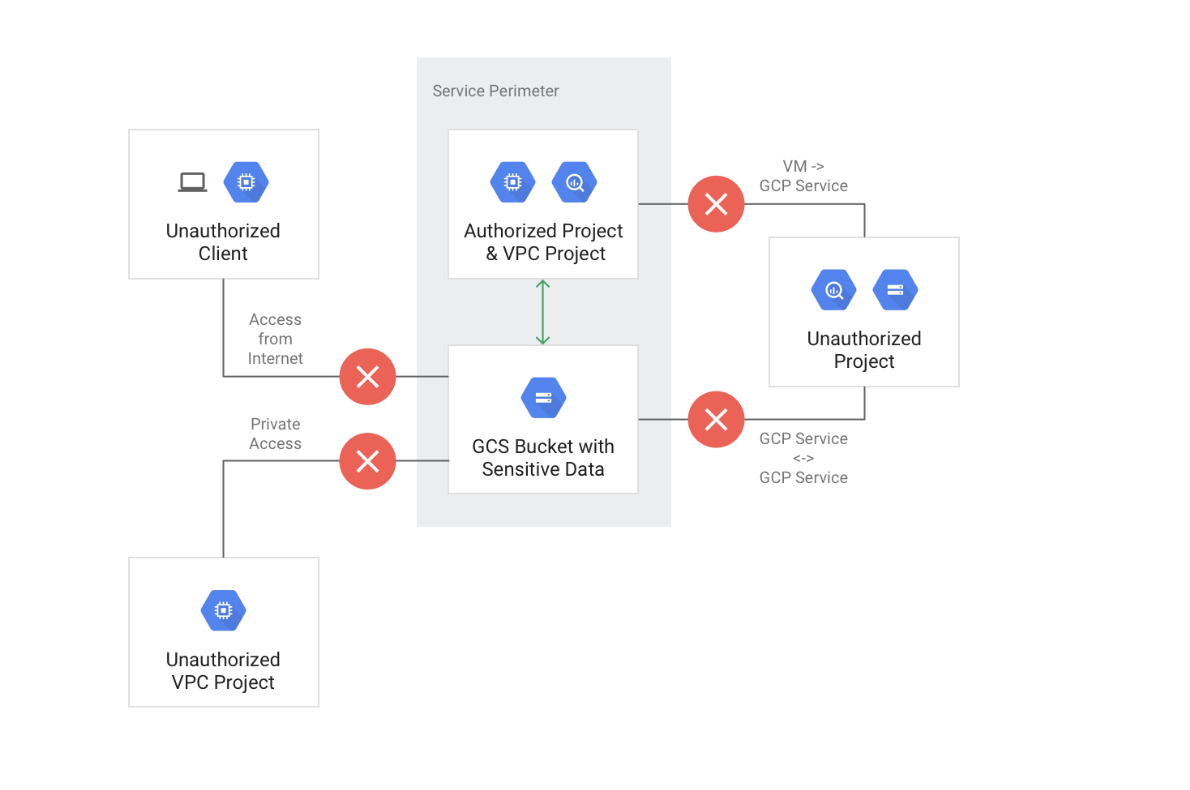 Service Perimeter
Unauthorized
Client
Authorized Project
& VPC Project
VM ->
GCP Service
Unauthorized
Project
Access
from
Internet
Private
Access
GCS Bucket with
Sensitive Data
GCP Service
<->
GCP Service
Unauthorized
VPC Project